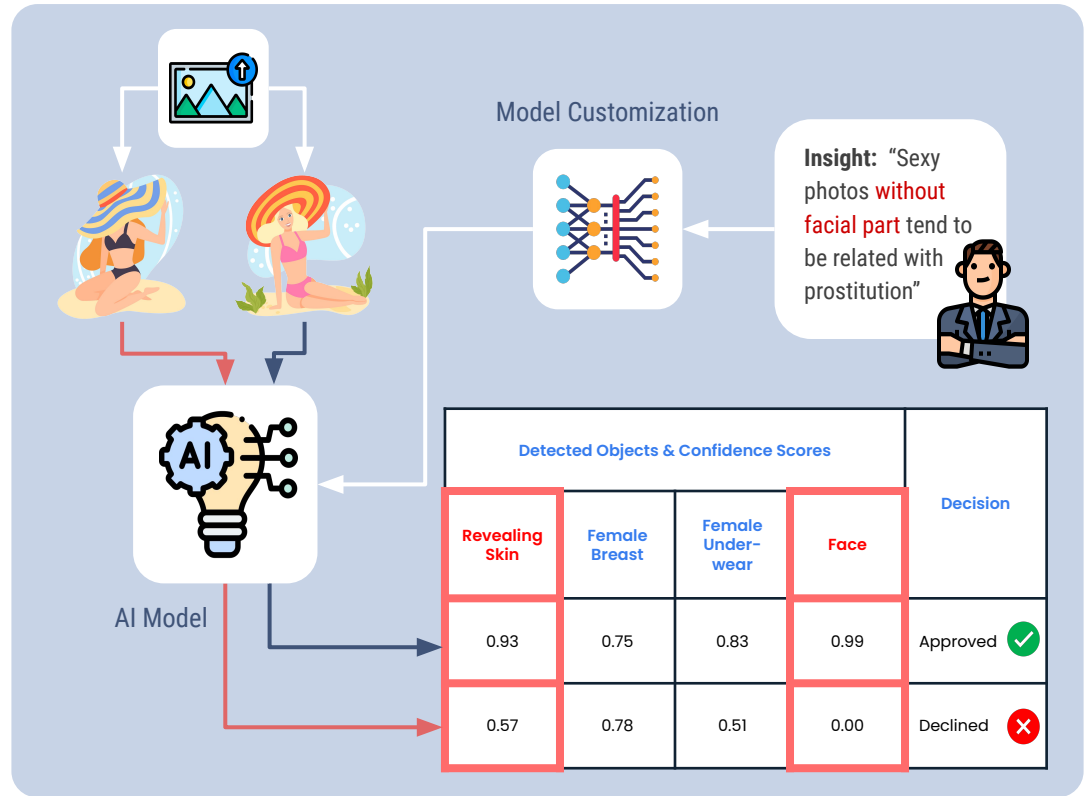 Model Customization
Insight: “Sexy
photos without
facial part tend to
be related with
prostitution”
AI
AI Model
Detected Objects & Confidence Scores
Decision
Revealing
Skin
Female
Breast
Female
Under-
wear
Face
0.93 0.75 0.83 0.99 Approved
0.57 0.78 0.51 0.00 Declined